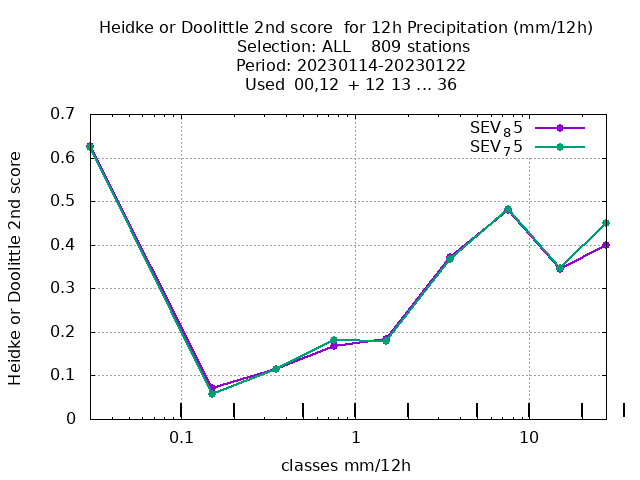 Heidke or Doolittle 2nd score  for 12h Precipitation (mm/12h)
Selection: ALL    809 stations
Period: 20230114-20230122
Used  00,12  + 12 13 ... 36
SEV₈5
SEV₇5
Heidke or Doolittle 2nd score
0.7
0.6
0.5
0.4
0.3
0.2
0.1
0
0.1
1
10
classes mm/12h